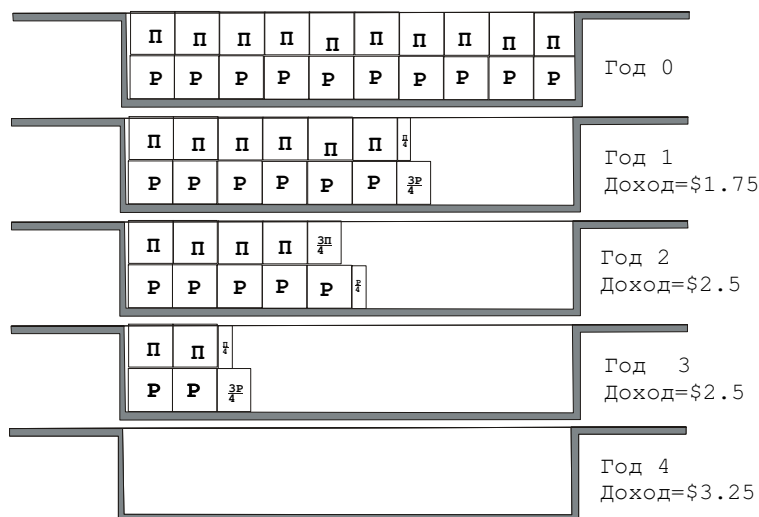 П П П П П П П П П П
Р Р Р Р Р Р Р Р Р Р
Год 0
П П П П П П П/4
Р Р Р Р Р Р 3Р/4
Год 1
Доход=$1.75
П П П П 3П/4
Р Р Р Р Р Р/4
Год 2
Доход=$2.5
П П П/4
Р Р 3Р/4
Год 3
Доход=$2.5
Год 4
Доход=$3.25